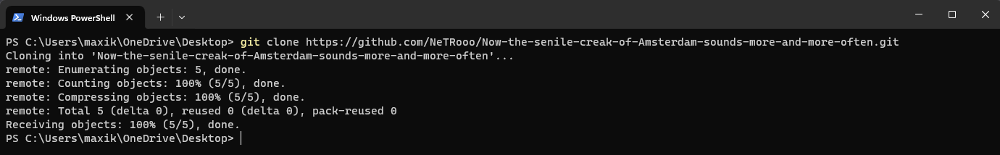 Windows PowerShell
PS C:\Users\maxik\OneDrive\Desktop> git clone https://github.com/NeTRooo/Now-the-senile-creak-of-Amsterdam-sounds-more-and-more-often.git
Cloning into 'Now-the-senile-creak-of-Amsterdam-sounds-more-and-more-often'...
remote: Enumerating objects: 5, done.
remote: Counting objects: 100% (5/5), done.
remote: Compressing objects: 100% (5/5), done.
remote: Total 5 (delta 0), reused 0 (delta 0), pack-reused 0
Receiving objects: 100% (5/5), done.
PS C:\Users\maxik\OneDrive\Desktop>